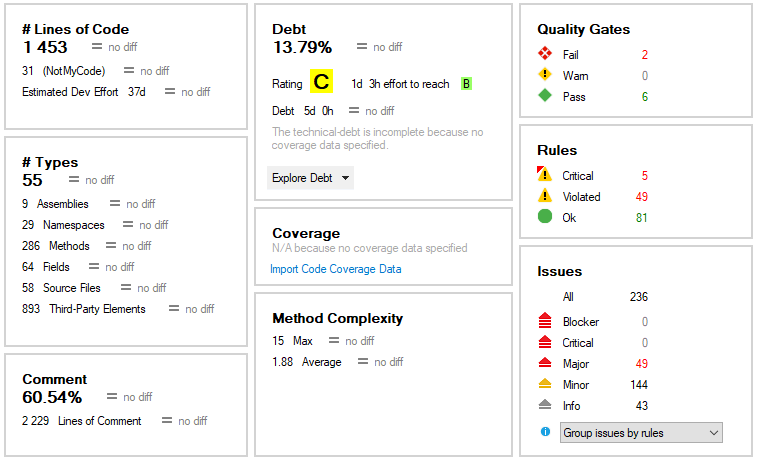 # Lines of Code
1 453 = no diff
31 (NotMyCode) = no diff
Estimated Dev Effort 37d = no diff
# Types
55 = no diff
9 Assemblies = no diff
29 Namespaces = no diff
286 Methods = no diff
64 Fields = no diff
58 Source Files = no diff
893 Third-Party Elements = no diff
Comment
60.54% = no diff
2 229 Lines of Comment = no diff
Debt
13.79% = no diff
Rating C 1d 3h effort to reach B
Debt 5d 0h = no diff
The technical-debt is incomplete because no
coverage data specified.
Explore Debt
Coverage
N/A because no coverage data specified
Import Code Coverage Data
Method Complexity
15 Max = no diff
1.88 Average = no diff
Quality Gates
Fail 2
Warn 0
Pass 6
Rules
Critical 5
Violated 49
Ok 81
Issues
All 236
Blocker 0
Critical 0
Major 49
Minor 144
Info 43
Group issues by rules